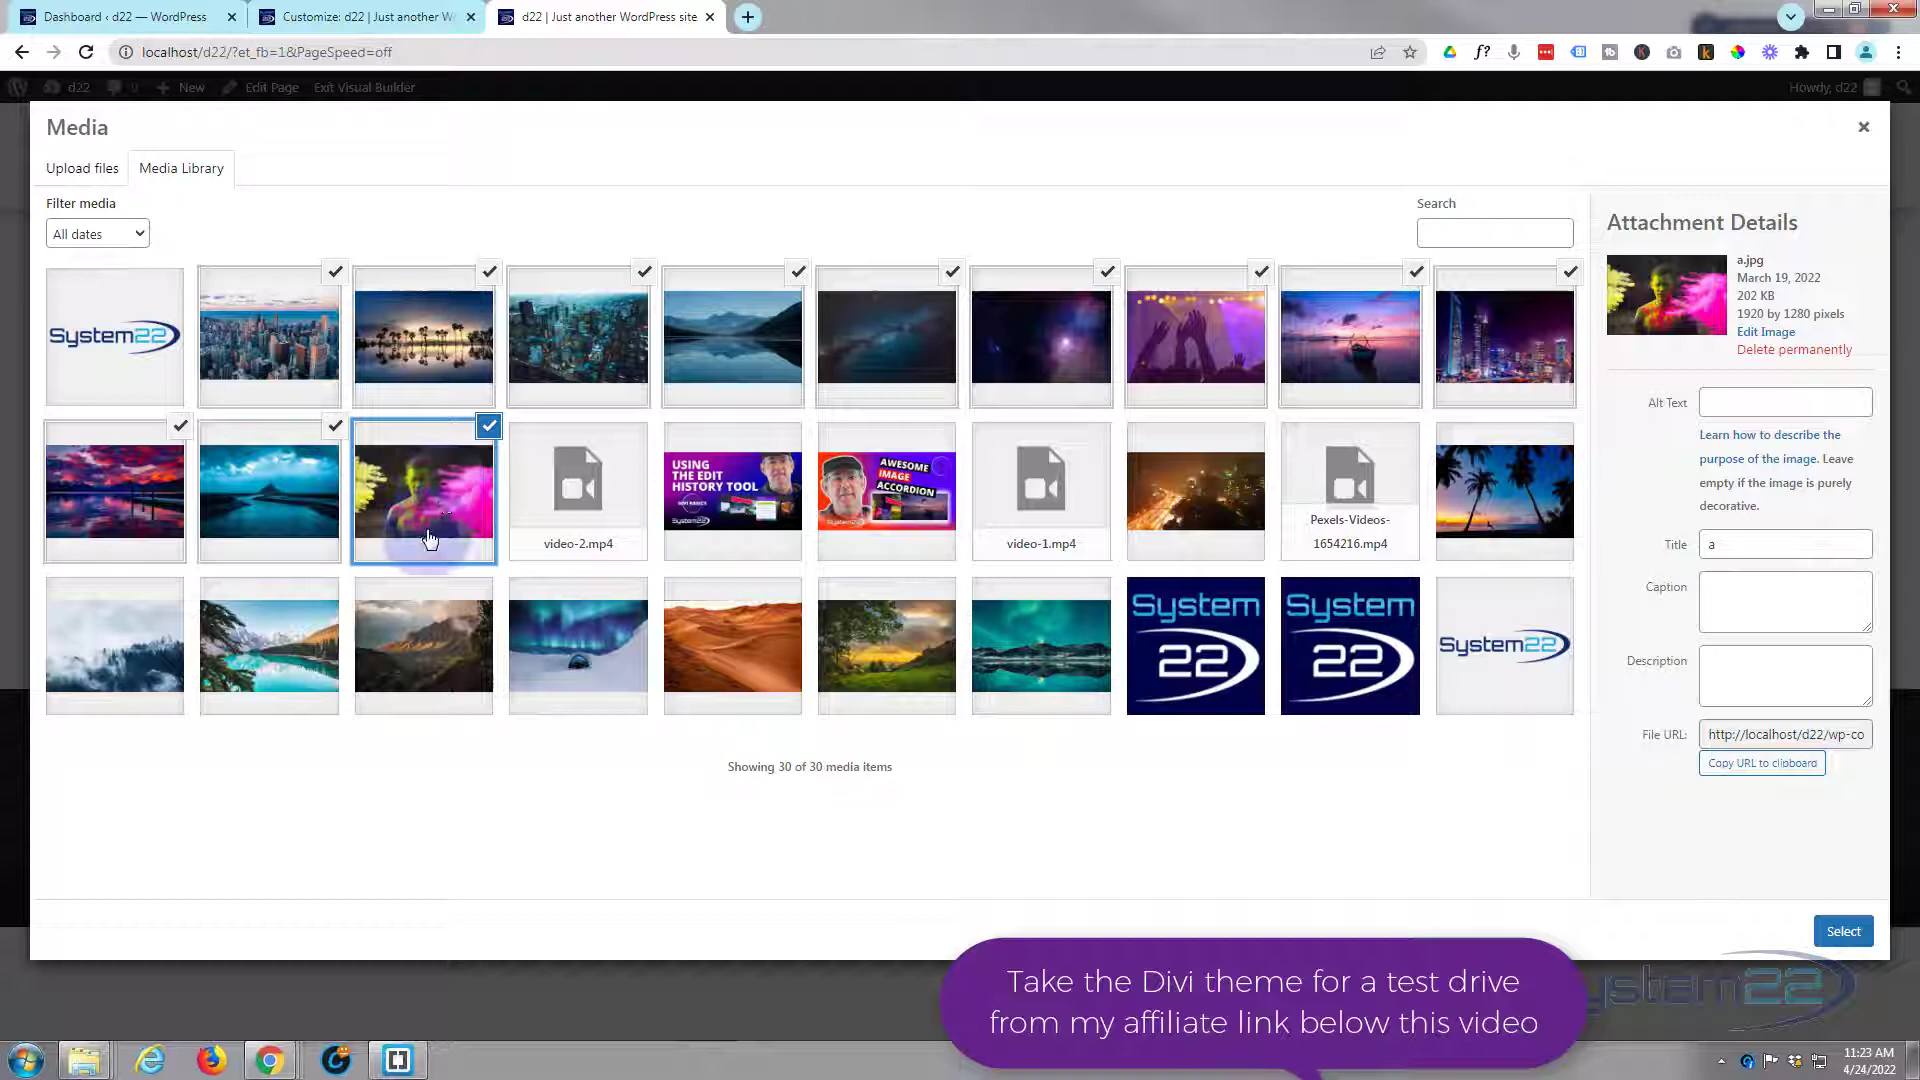 Dashboard ‹ d22 — WordPress
Customize: d22 | Just another W
d22 | Just another WordPress site
localhost/d22/?et_fb=1&PageSpeed=off
d22
0
New
Edit Page
Exit Visual Builder
Howdy, d22
Media
Upload files
Media Library
Filter media
All dates
Search
System22
USING
THE EDIT
HISTORY TOOL
System22
AWESOME
IMAGE
ACCORDION
System22
video-2.mp4
video-1.mp4
Pexels-Videos-
1654216.mp4
System
22
System
22
System22
Showing 30 of 30 media items
Attachment Details
a.jpg
March 19, 2022
202 KB
1920 by 1280 pixels
Edit Image
Delete permanently
Alt Text
Learn how to describe the
purpose of the image. Leave
empty if the image is purely
decorative.
Title
a
Caption
Description
File URL:
http://localhost/d22/wp-co
Copy URL to clipboard
Select
Take the Divi theme for a test drive
from my affiliate link below this video
System22
11:23 AM
4/24/2022